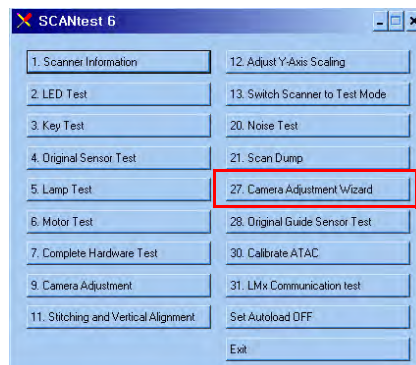 SCANtest 6
1. Scanner Information
2. LED Test
3. Key Test
4. Original Sensor Test
5. Lamp Test
6. Motor Test
7. Complete Hardware Test
9. Camera Adjustment
11. Stitching and Vertical Alignment
12. Adjust Y-Axis Scaling
13. Switch Scanner to Test Mode
20. Noise Test
21. Scan Dump
27. Camera Adjustment Wizard
28. Original Guide Sensor Test
30. Calibrate ATAC
31. LMx Communication test
Set Autoload OFF
Exit